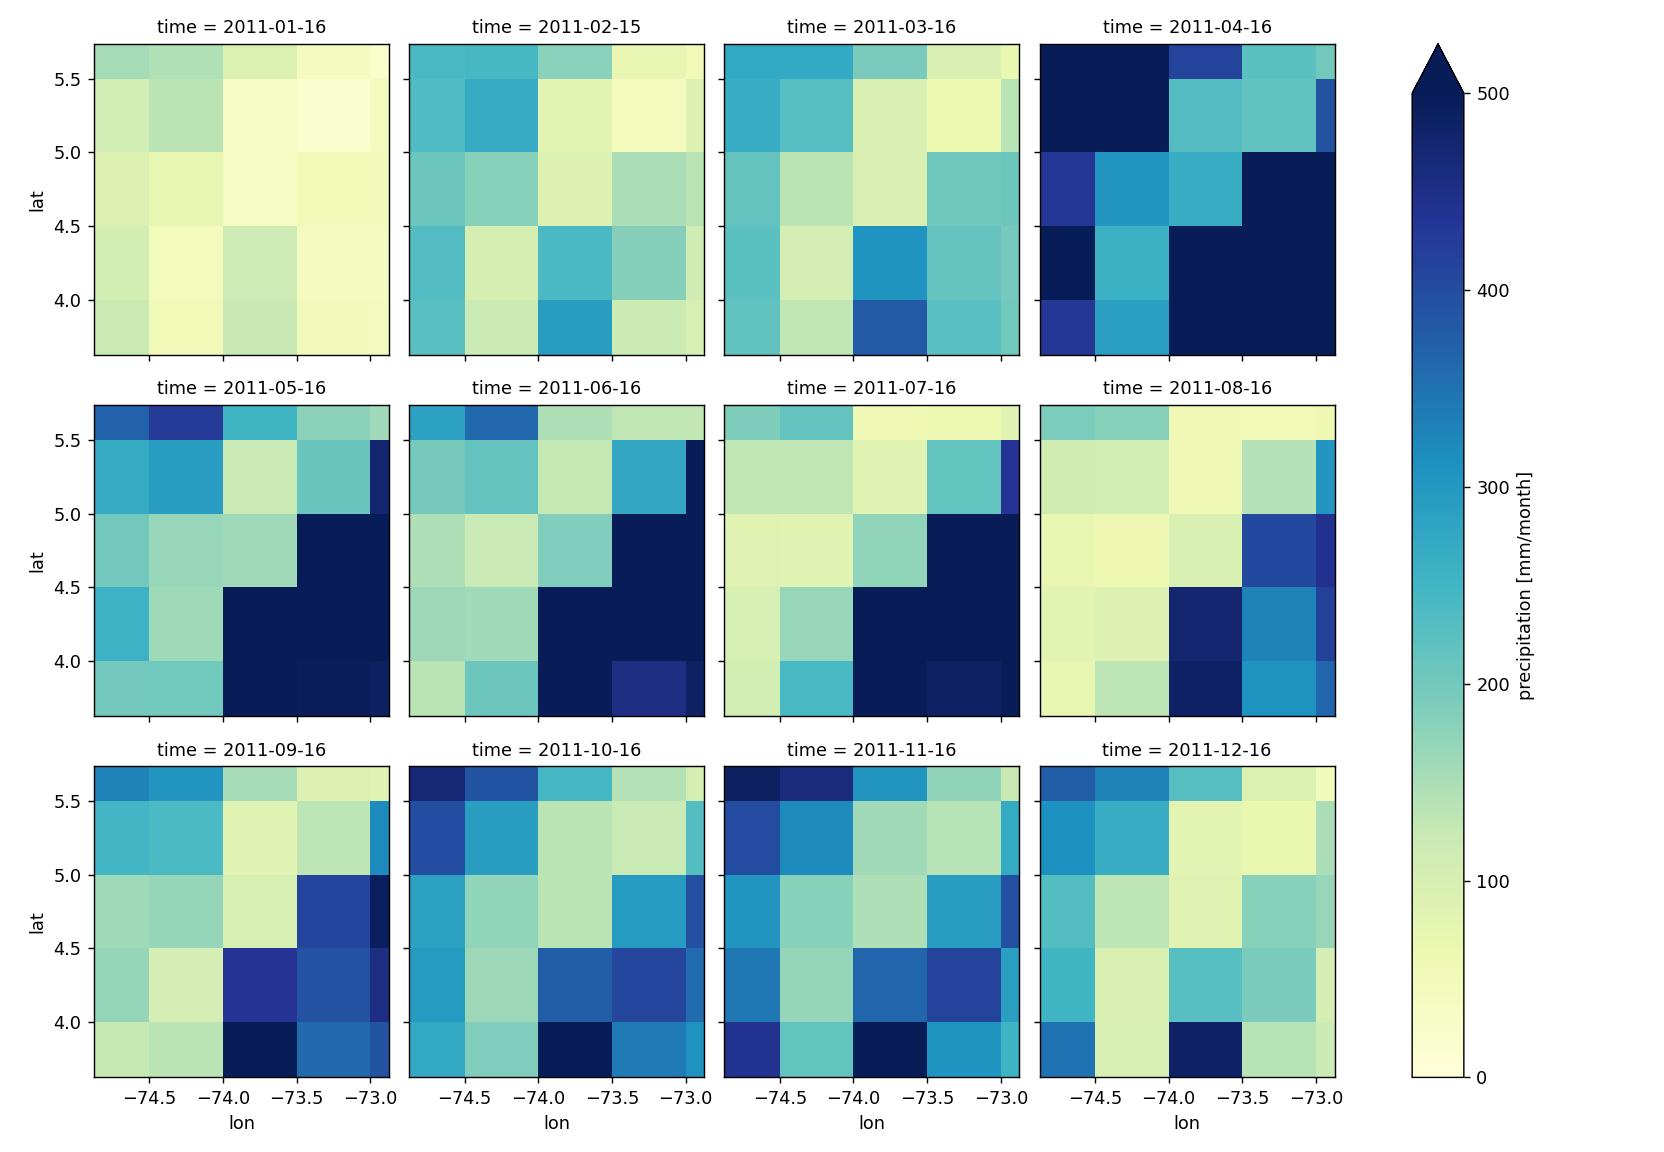 time = 2011-01-16
time = 2011-02-15
time = 2011-03-16
time = 2011-04-16
5.5
5.0
4.5
4.0
lat
time = 2011-05-16
time = 2011-06-16
time = 2011-07-16
time = 2011-08-16
5.5
5.0
4.5
4.0
lat
time = 2011-09-16
time = 2011-10-16
time = 2011-11-16
time = 2011-12-16
5.5
5.0
4.5
4.0
lat
−74.5 −74.0 −73.5 −73.0
lon
−74.5 −74.0 −73.5 −73.0
lon
−74.5 −74.0 −73.5 −73.0
lon
−74.5 −74.0 −73.5 −73.0
lon
500
400
300
200
100
0
precipitation [mm/month]